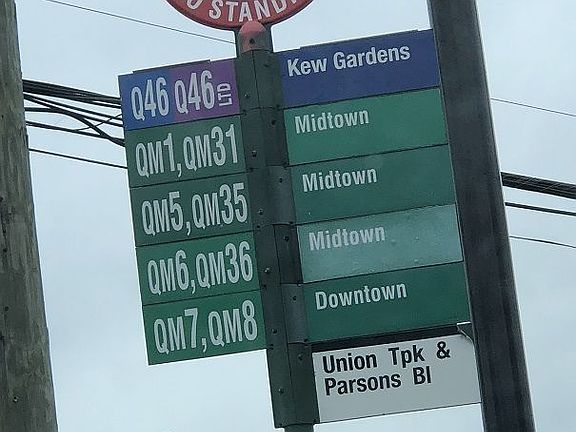 O STANDI
Q46 Q46 LTD Kew Gardens
QM1, QM31 Midtown
QM5, QM35 Midtown
QM6, QM36 Midtown
QM7, QM8 Downtown
Union Tpk &
Parsons Bl